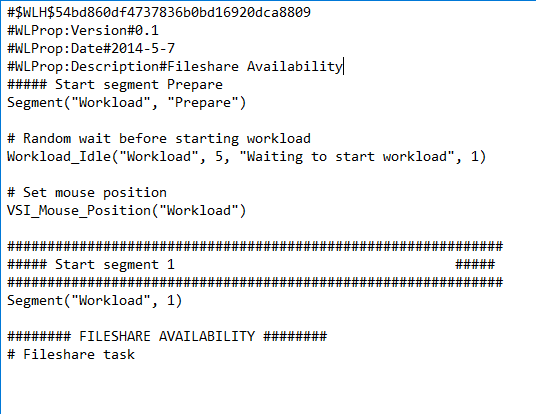 #$WLH$54bd860df4737836b0bd16920dca8809
#WLProp:Version#0.1
#WLProp:Date#2014-5-7
#WLProp:Description#Fileshare Availability
##### Start segment Prepare
Segment("Workload", "Prepare")

# Random wait before starting workload
Workload_Idle("Workload", 5, "Waiting to start workload", 1)

# Set mouse position
VSI_Mouse_Position("Workload")

##############################################################
##### Start segment 1                                   #####
##############################################################
Segment("Workload", 1)

######## FILESHARE AVAILABILITY ########
# Fileshare task